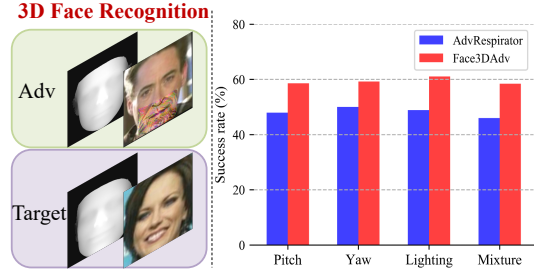 3D Face Recognition
Adv
Target
Success rate (%)
80
60
40
20
0
AdvRespirator
Face3DAdv
Pitch Yaw Lighting Mixture